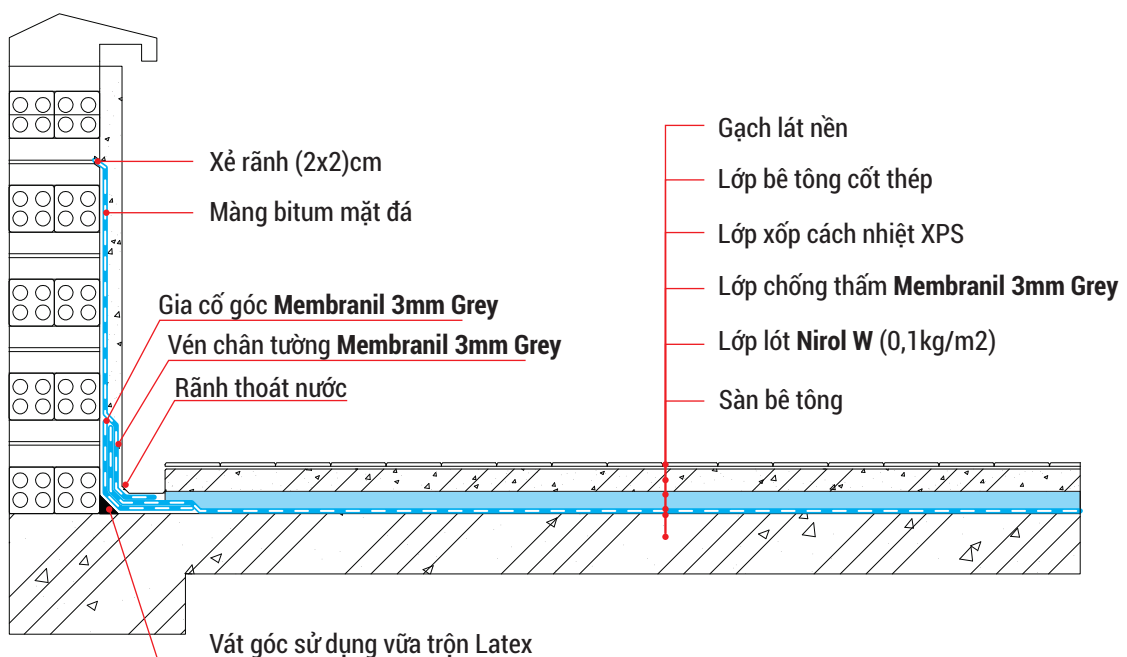 Xẻ rãnh (2x2)cm
Màng bitum mặt đá
Gia cố góc Membranil 3mm Grey
Vén chân tường Membranil 3mm Grey
Rãnh thoát nước
Gạch lát nền
Lớp bê tông cốt thép
Lớp xốp cách nhiệt XPS
Lớp chống thấm Membranil 3mm Grey
Lớp lót Nirol W (0,1kg/m2)
Sàn bê tông
Vát góc sử dụng vữa trộn Latex